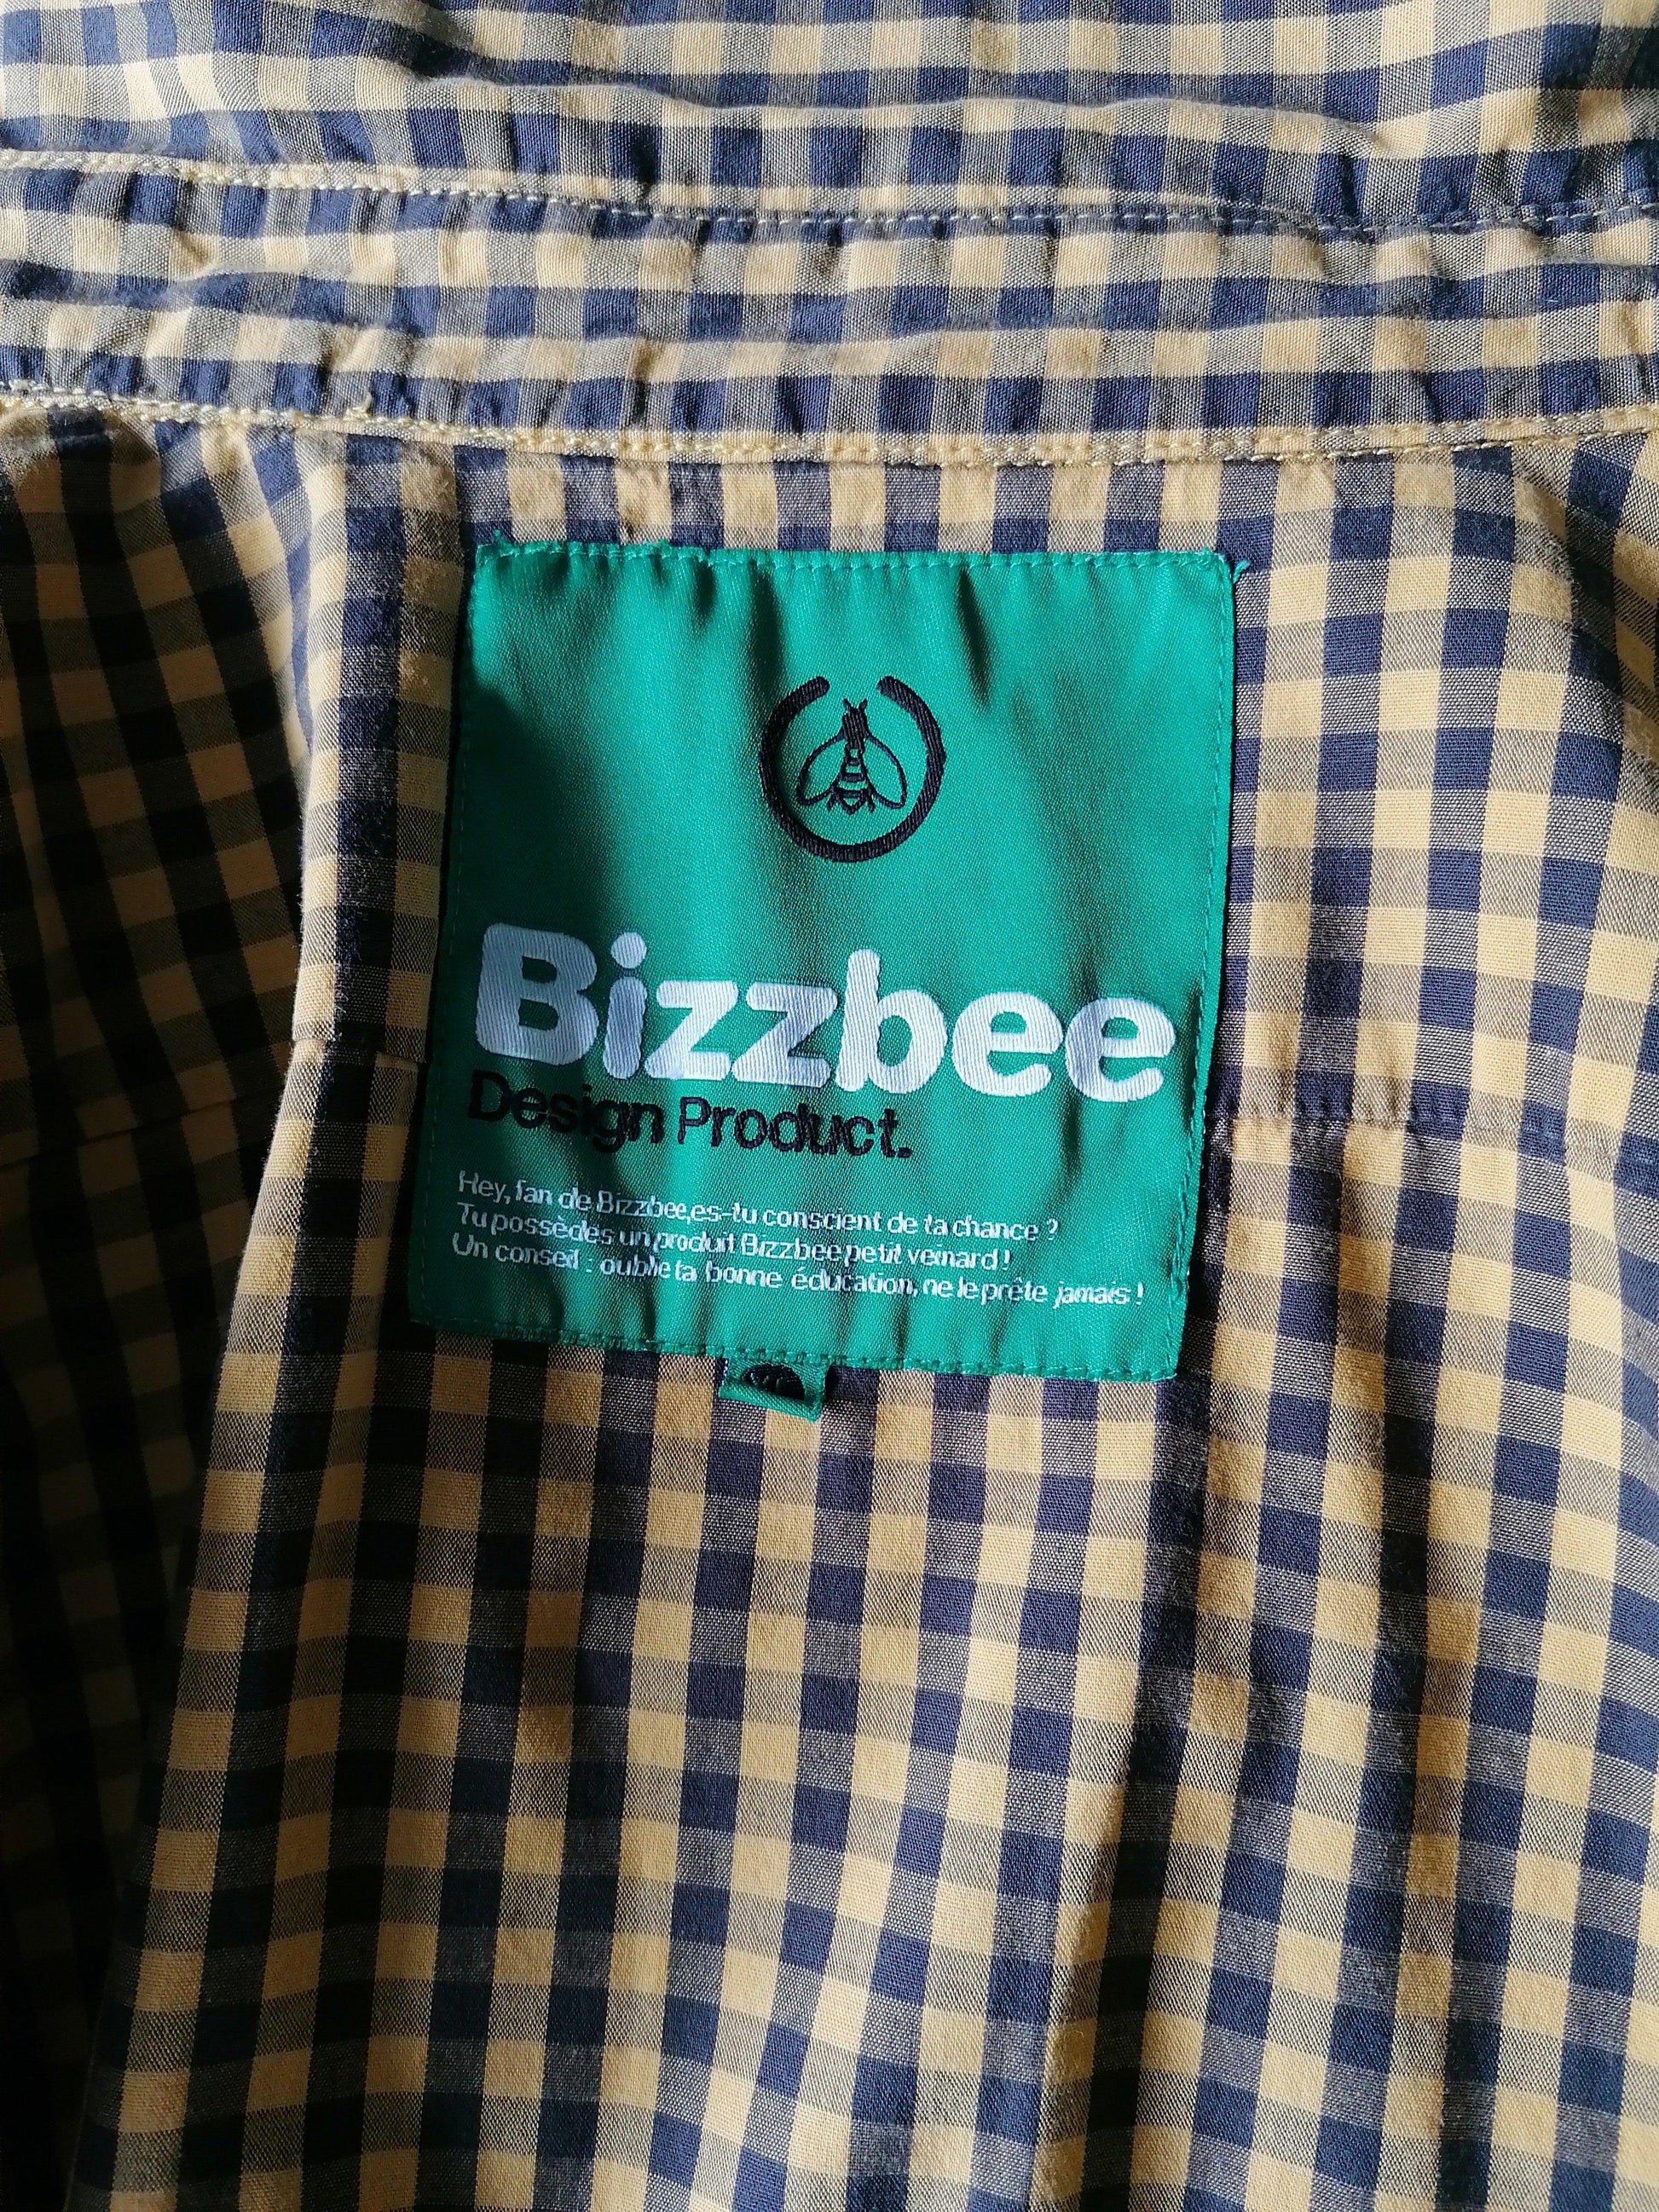 Bizzbee
Design Product.
Hey, fan de Bizzbee,es-tu conscient de ta chance ?
Tu possèdes un produit Bizzbee petit veinard !
Un conseil : oublie ta bonne éducation, ne le prête jamais !